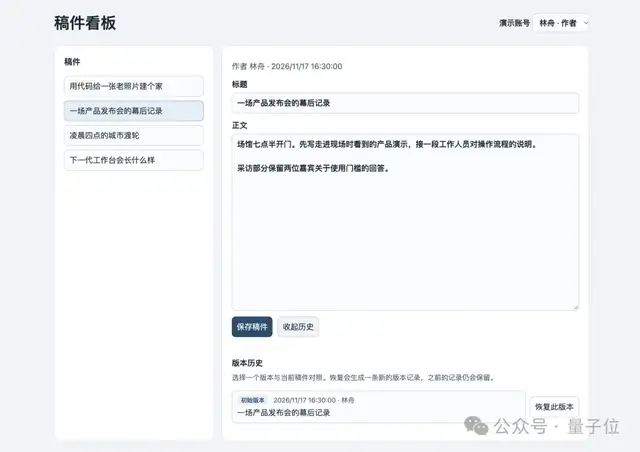 稿件看板
演示账号 林舟 · 作者
稿件
用代码给一张老照片建个家
一场产品发布会的幕后记录
凌晨四点的城市渡轮
下一代工作台会长什么样
作者 林舟 · 2026/11/17 16:30:00
标题
一场产品发布会的幕后记录
正文
场馆七点半开门。先写走进现场时看到的产品演示，接一段工作人员对操作流程的说明。
采访部分保留两位嘉宾关于使用门槛的回答。
保存稿件 收起历史
版本历史
选择一个版本与当前稿件对照。恢复会生成一条新的版本记录，之前的记录仍会保留。
初始版本 2026/11/17 16:30:00 · 林舟
一场产品发布会的幕后记录
恢复此版本
公众号 · 量子位